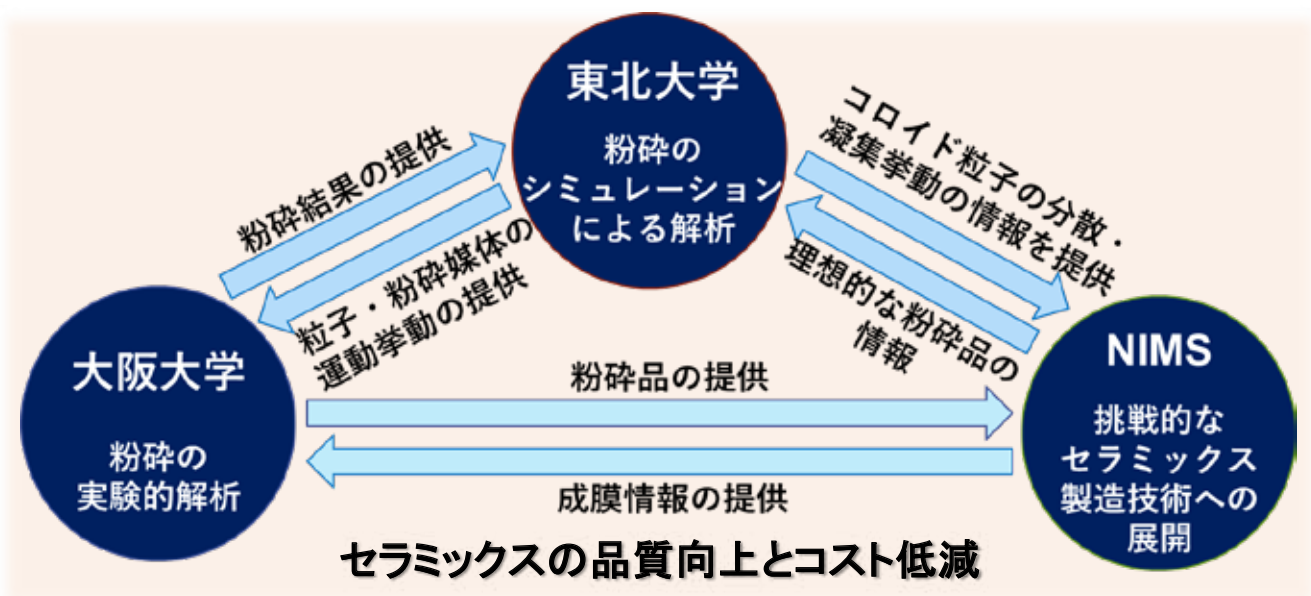 東北大学
粉砕の
シミュレーション
による解析
粉砕結果の提供
粒子・粉砕媒体の
運動挙動の提供
コロイド粒子の分散・
凝集挙動の情報を提供
理想的な粉砕品の
情報
大阪大学
粉砕の
実験的解析
粉砕品の提供
成膜情報の提供
NIMS
挑戦的な
セラミックス
製造技術への
展開
セラミックスの品質向上とコスト低減